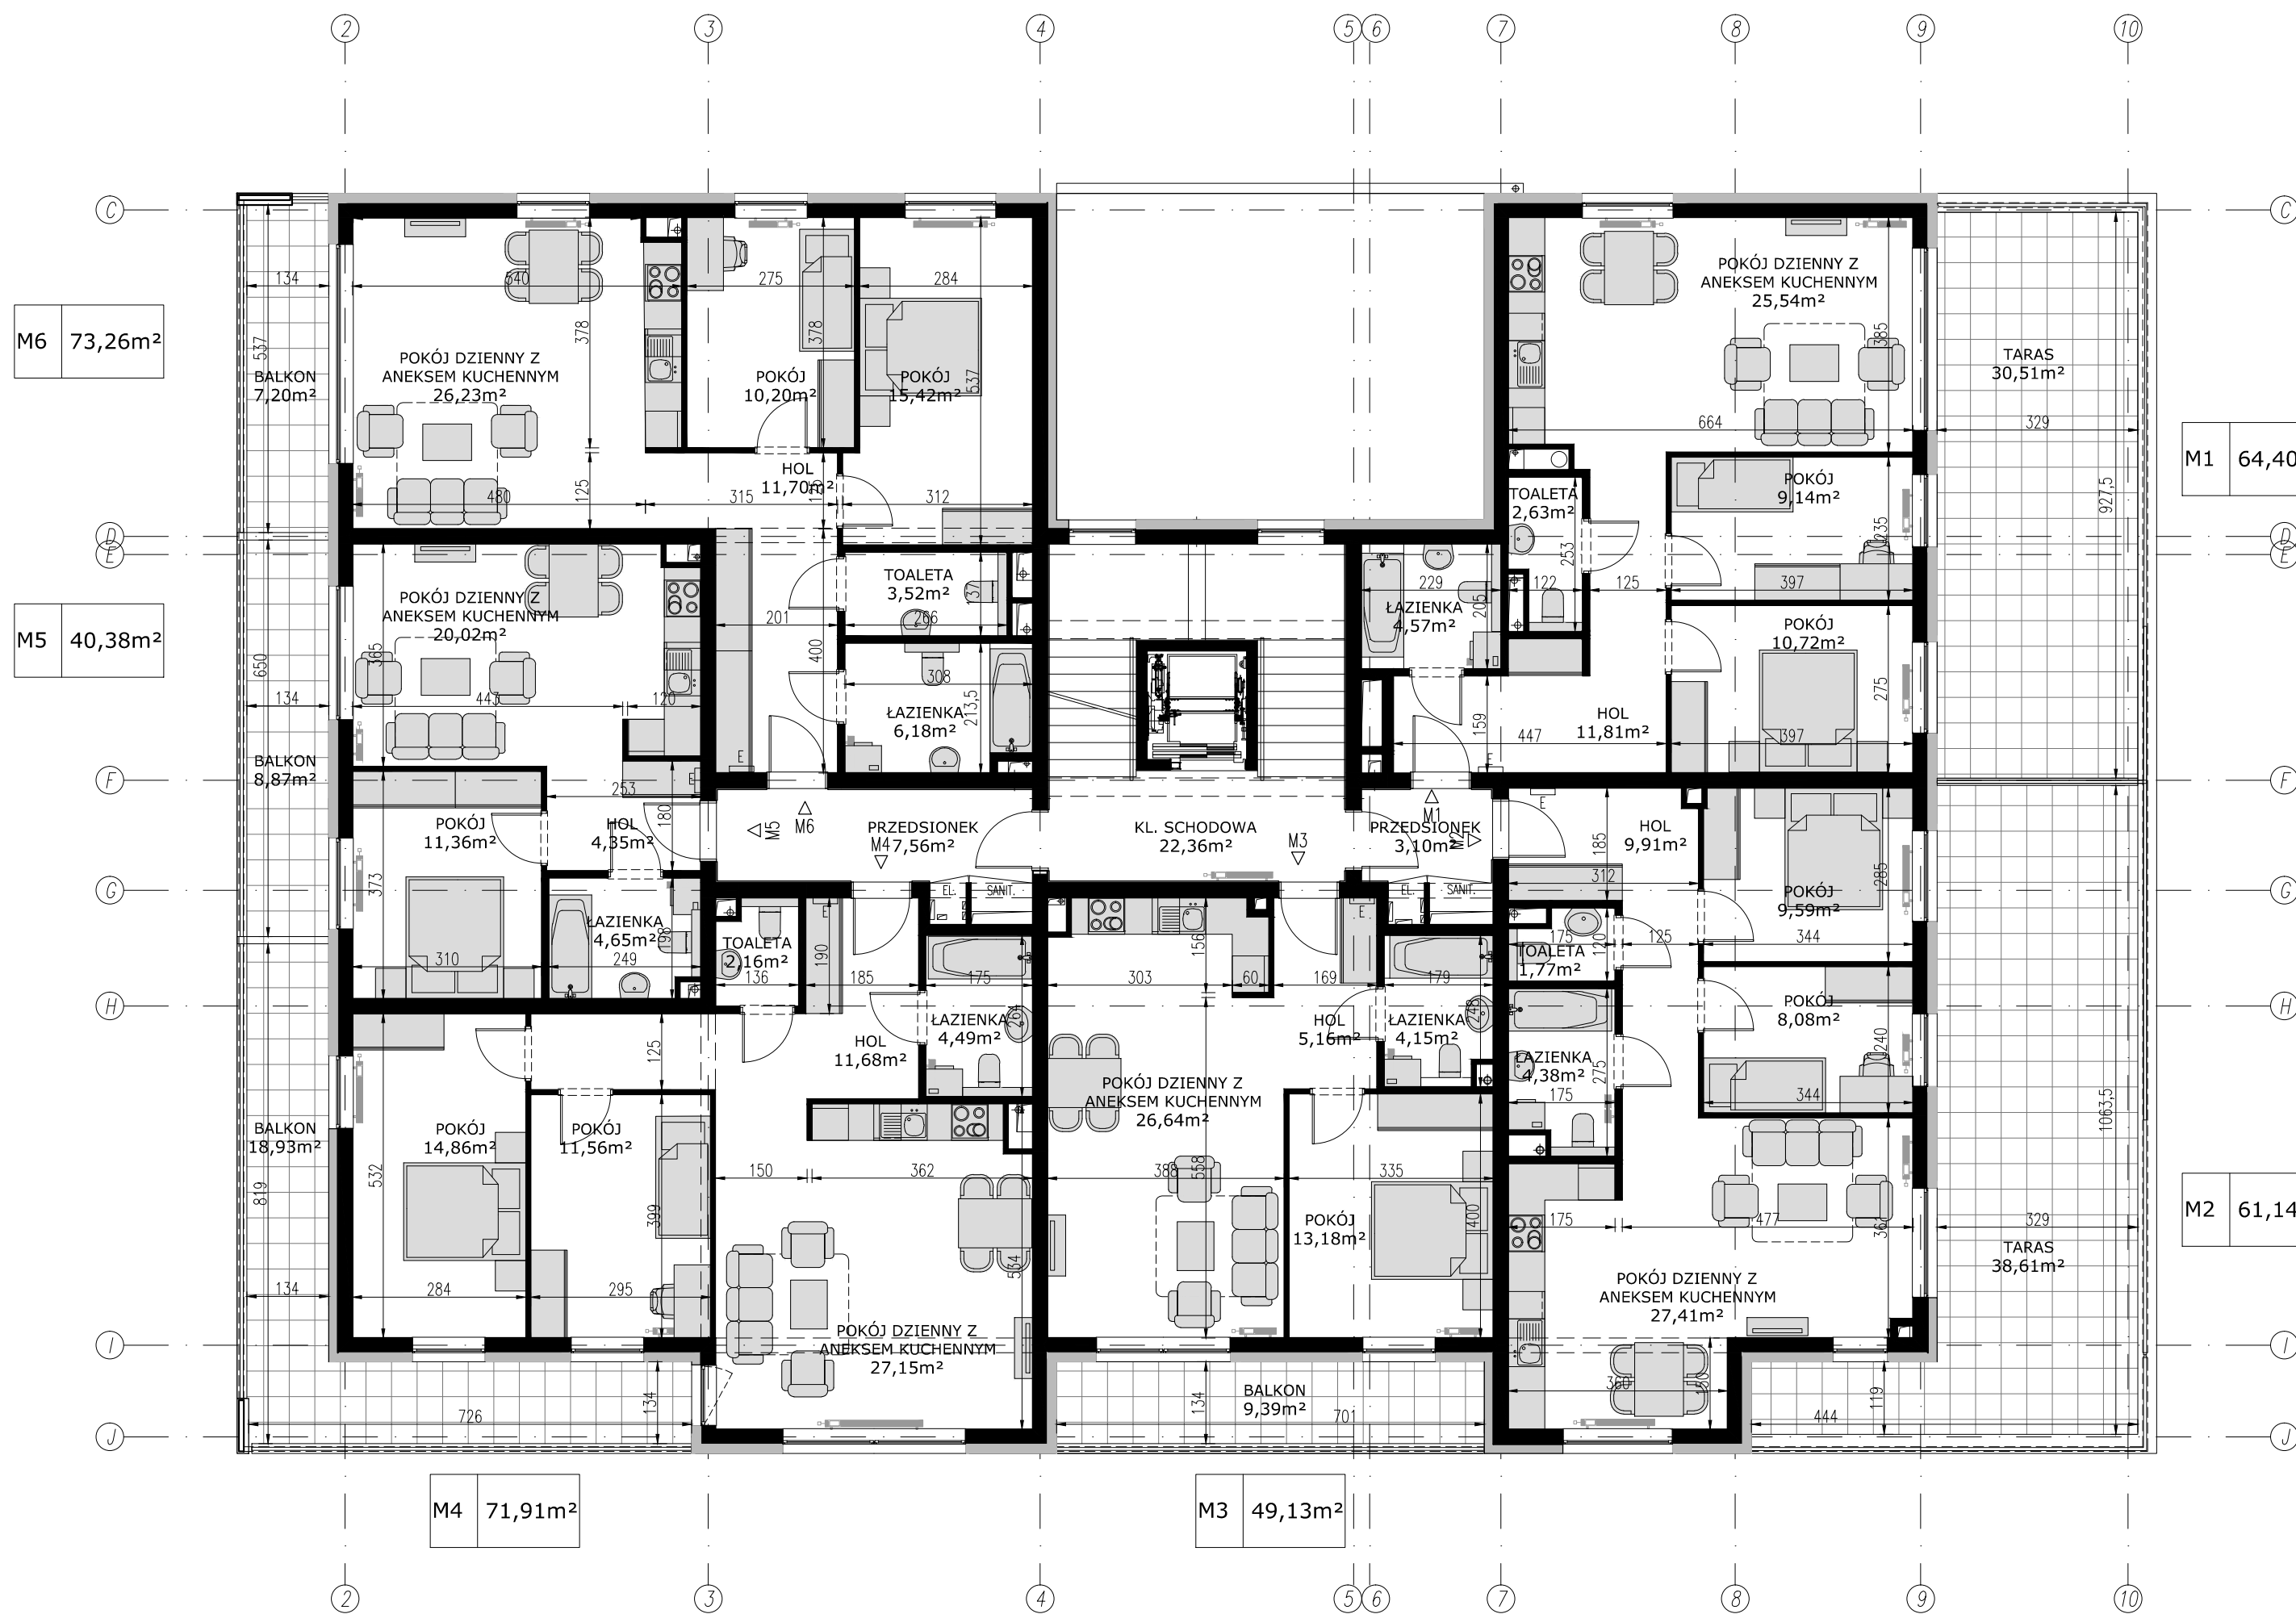 2
3
4
5
6
7
8
9
10
C
C
134
540
275
284
378
378
537
537
M6
73,26m²
BALKON
7,20m²
POKÓJ DZIENNY Z
ANEKSEM KUCHENNYM
26,23m²
POKÓJ
10,20m²
POKÓJ
15,42m²
HOL
11,70m²
480
125
315
312
POKÓJ DZIENNY Z
ANEKSEM KUCHENNYM
25,54m²
385
664
TARAS
30,51m²
329
927,5
M1
64,40
POKÓJ
9,14m²
235
397
TOALETA
2,63m²
253
122
125
D
E
D
E
M5
40,38m²
650
134
POKÓJ DZIENNY Z
ANEKSEM KUCHENNYM
20,02m²
365
443
120
TOALETA
3,52m²
137
266
201
400
308
213,5
ŁAZIENKA
6,18m²
229
205
ŁAZIENKA
4,57m²
POKÓJ
10,72m²
275
397
HOL
11,81m²
159
447
E
E
E
BALKON
8,87m²
F
F
253
180
HOL
4,35m²
POKÓJ
11,36m²
373
310
M5
M6
PRZEDSIONEK
7,56m²
M4
KL. SCHODOWA
22,36m²
M3
PRZEDSIONEK
3,10m²
M1
M2
EL.
SANIT.
EL.
SANIT.
E
185
HOL
9,91m²
312
POKÓJ
9,59m²
285
344
G
G
ŁAZIENKA
4,65m²
198
249
TOALETA
2,16m²
136
E
190
185
175
264
303
156
60
169
E
179
248
TOALETA
1,77m²
175
120
125
H
H
ŁAZIENKA
4,49m²
HOL
11,68m²
125
HOL
5,16m²
ŁAZIENKA
4,15m²
ŁAZIENKA
4,38m²
275
175
POKÓJ
8,08m²
240
344
1063,5
BALKON
18,93m²
819
134
POKÓJ
14,86m²
532
284
POKÓJ
11,56m²
399
295
150
362
534
POKÓJ DZIENNY Z
ANEKSEM KUCHENNYM
27,15m²
POKÓJ DZIENNY Z
ANEKSEM KUCHENNYM
26,64m²
388
558
335
POKÓJ
13,18m²
400
175
477
POKÓJ DZIENNY Z
ANEKSEM KUCHENNYM
27,41m²
360
150
329
TARAS
38,61m²
M2
61,14
I
I
726
134
134
BALKON
9,39m²
701
119
444
J
J
M4
71,91m²
M3
49,13m²
2
3
4
5
6
7
8
9
10